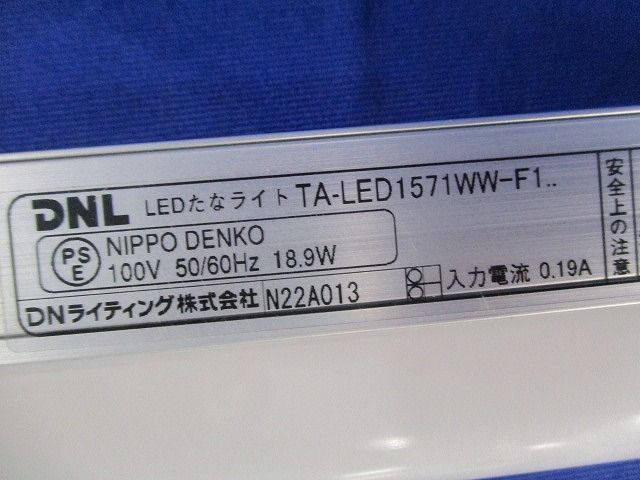 DNL LEDたなライト TA-LED1571WW-F1..
PS
E
NIPPO DENKO
100V 50/60Hz 18.9W
DNライティング株式会社 N22A013 入力電流 0.19A
安全上の注意